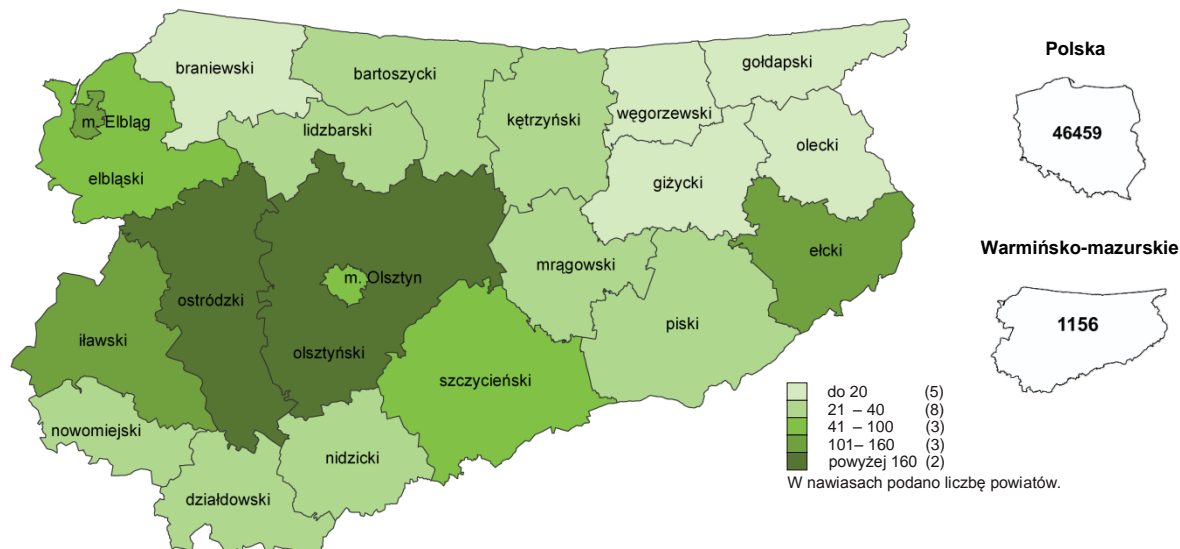 gołdapski
braniewski
bartoszycki
węgorzewski
kętrzyński
m. Elbląg
lidzbarski
olecki
elbląski
giżycki
ełcki
mrągowski
m. Olsztyn
ostródzki
piski
iławski
olsztyński
szczycieński
nowomiejski
nidzicki
działdowski
Polska
46459
Warmińsko-mazurskie
1156
do 20 (5)
21 – 40 (8)
41 – 100 (3)
101– 160 (3)
powyżej 160 (2)
W nawiasach podano liczbę powiatów.